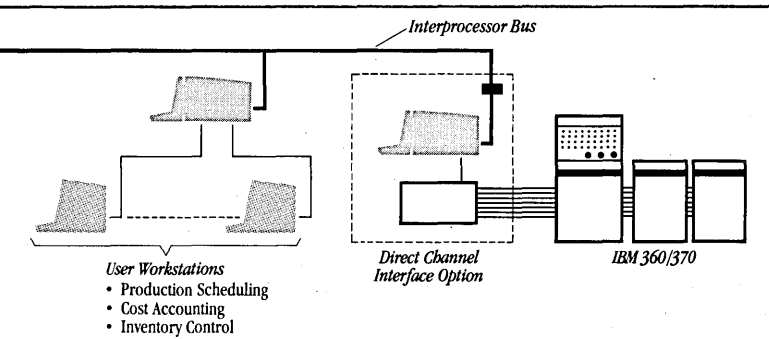 Interprocessor Bus
Direct Channel
Interface Option
IBM 360/370
User Workstations
• Production Scheduling
• Cost Accounting
• Inventory Control